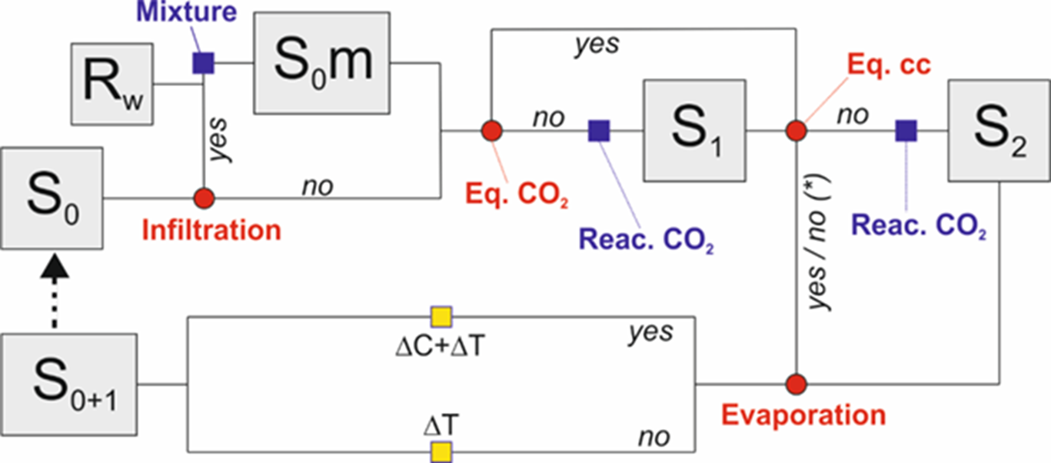 Mixture
R_w
S_0m
yes
Eq. cc
no
no
S_1
S_2
yes
S_0
no
Eq. CO_2
Infiltration
Reac. CO_2
Reac. CO_2
yes / no (*)
ΔC+ΔT
yes
S_0+1
Evaporation
ΔT
no